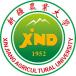 新疆农业大学
XND
1952
XINJIANG AGRICULTURAL UNIVERSITY